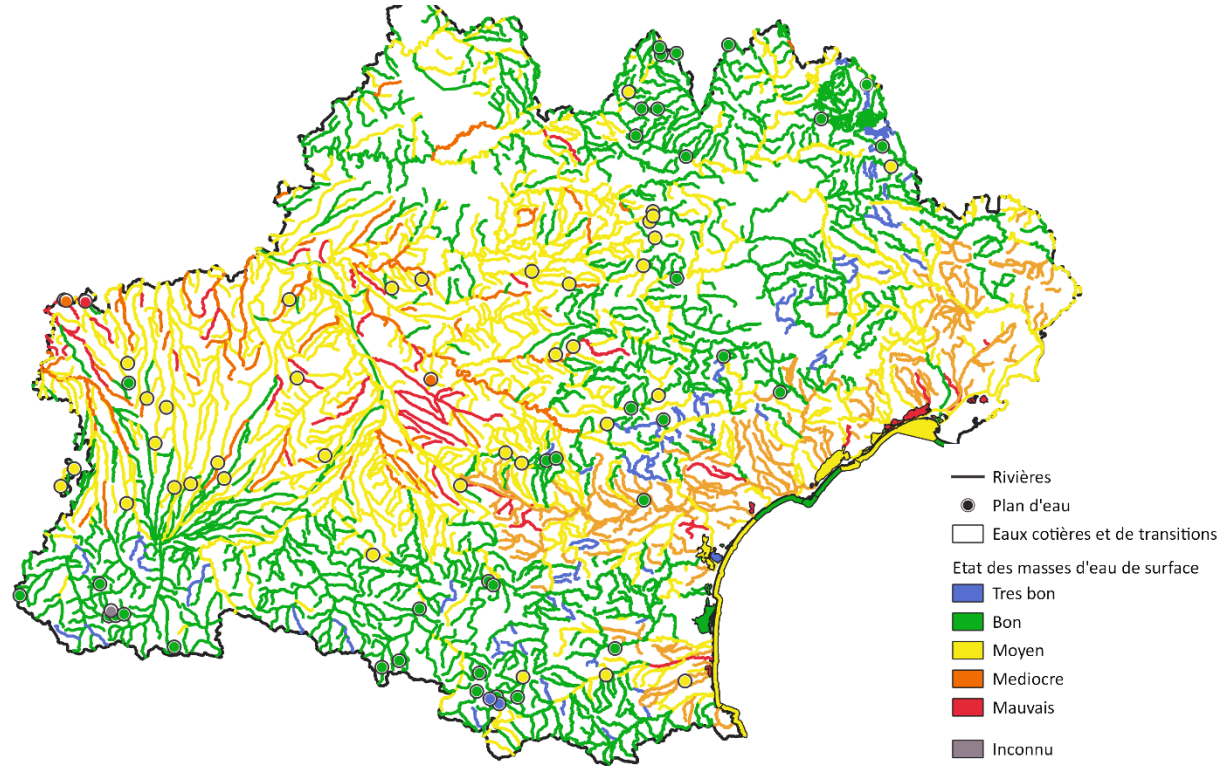 Rivières
Plan d'eau
Eaux cotières et de transitions
Etat des masses d'eau de surface
Tres bon
Bon
Moyen
Mediocre
Mauvais
Inconnu